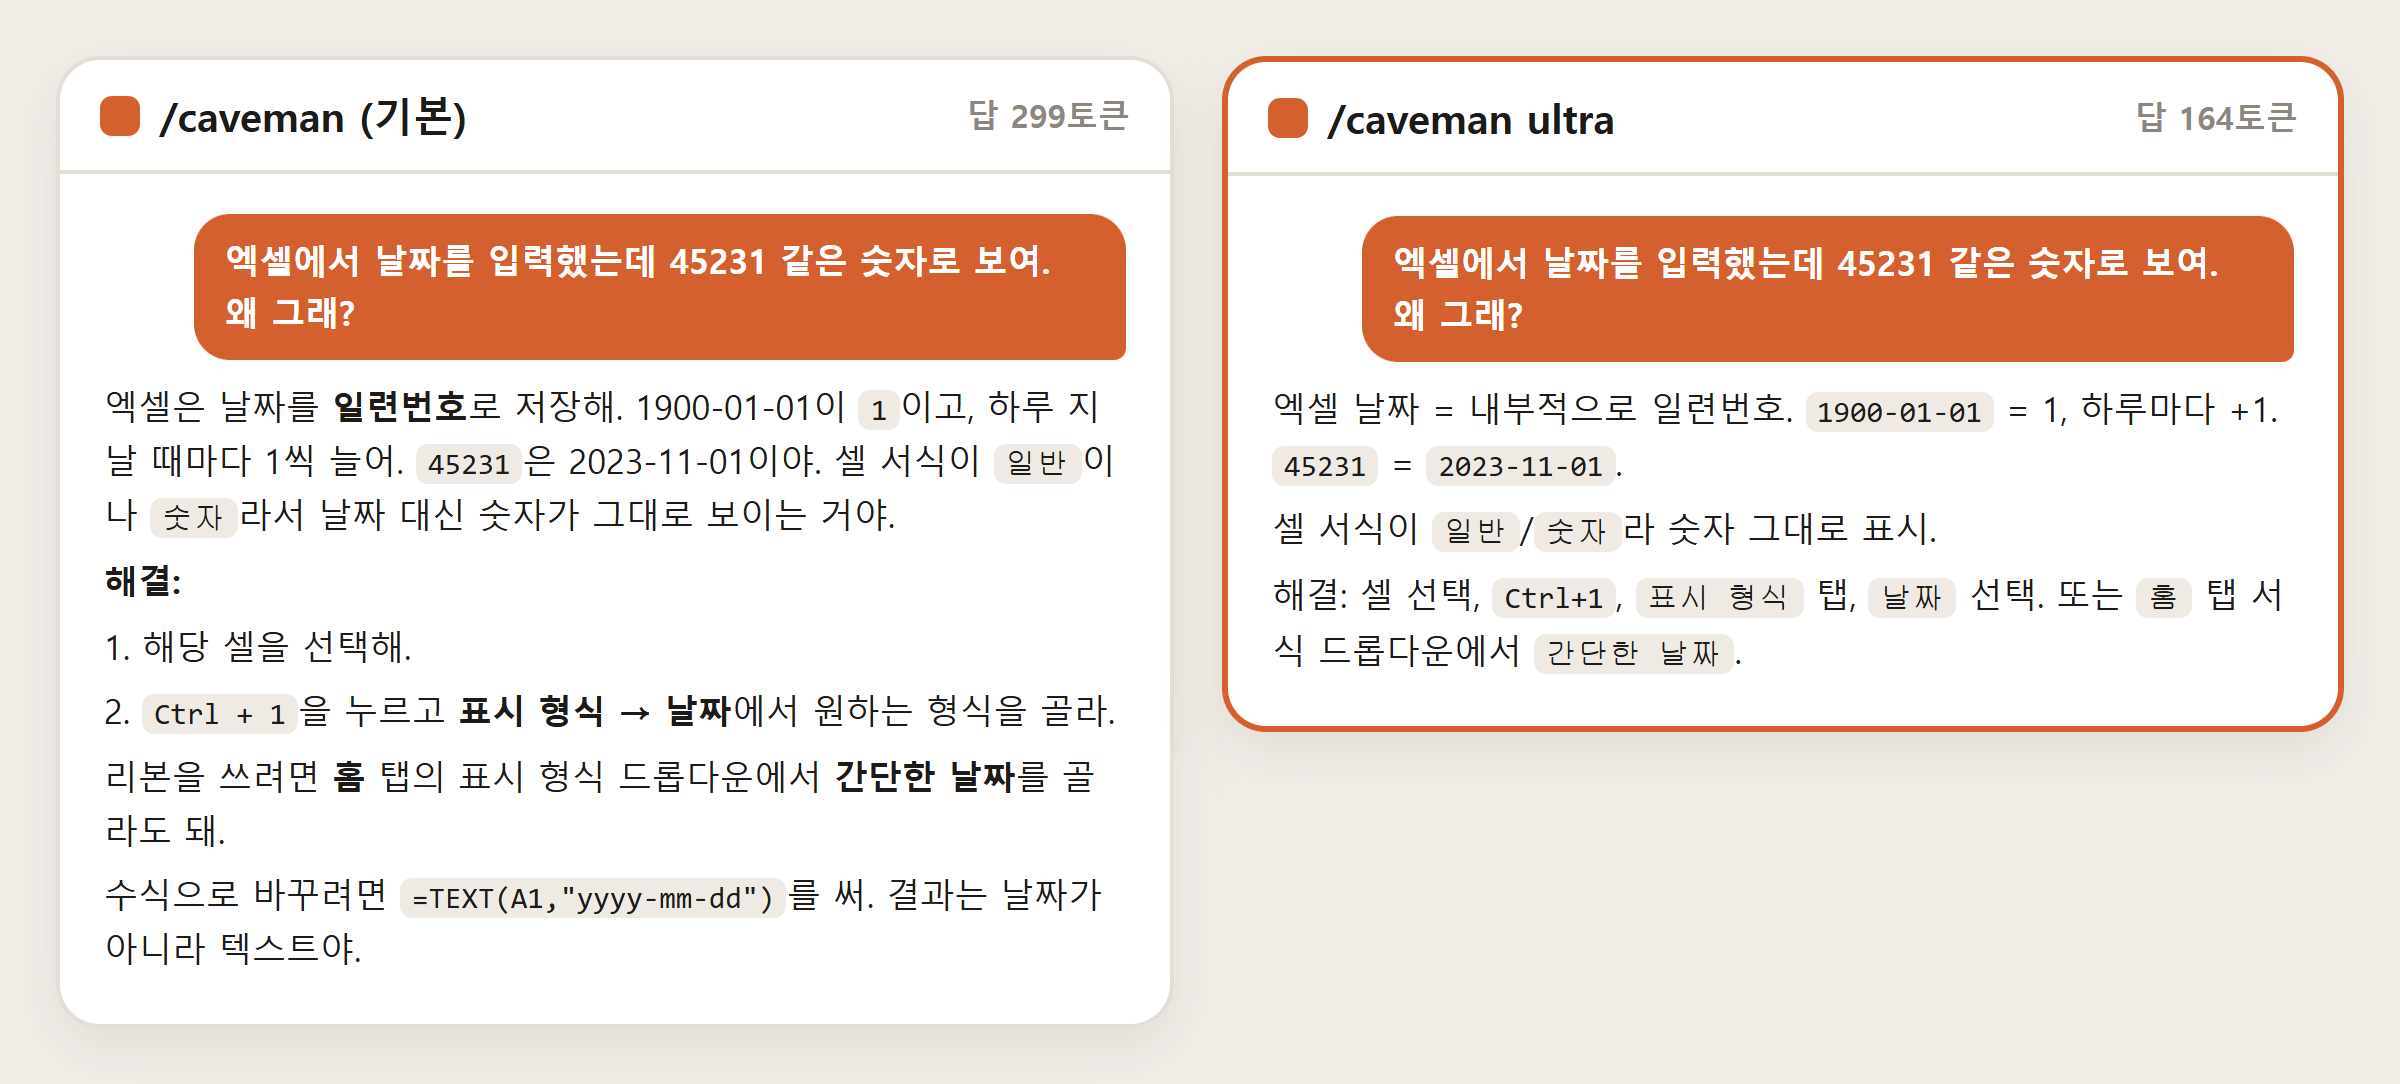 /caveman (기본)
답 299토큰
엑셀에서 날짜를 입력했는데 45231 같은 숫자로 보여.
왜 그래?
엑셀은 날짜를 일련번호로 저장해. 1900-01-01이 1이고, 하루 지
날 때마다 1씩 늘어. 45231은 2023-11-01이야. 셀 서식이 일반이
나 숫자라서 날짜 대신 숫자가 그대로 보이는 거야.
해결:
1. 해당 셀을 선택해.
2. Ctrl + 1을 누르고 표시 형식 → 날짜에서 원하는 형식을 골라.
리본을 쓰려면 홈 탭의 표시 형식 드롭다운에서 간단한 날짜를 골
라도 돼.
수식으로 바꾸려면 =TEXT(A1,"yyyy-mm-dd")를 써. 결과는 날짜가
아니라 텍스트야.
/caveman ultra
답 164토큰
엑셀에서 날짜를 입력했는데 45231 같은 숫자로 보여.
왜 그래?
엑셀 날짜 = 내부적으로 일련번호. 1900-01-01 = 1, 하루마다 +1.
45231 = 2023-11-01.
셀 서식이 일반/숫자라 숫자 그대로 표시.
해결: 셀 선택, Ctrl+1, 표시 형식 탭, 날짜 선택. 또는 홈 탭 서
식 드롭다운에서 간단한 날짜.